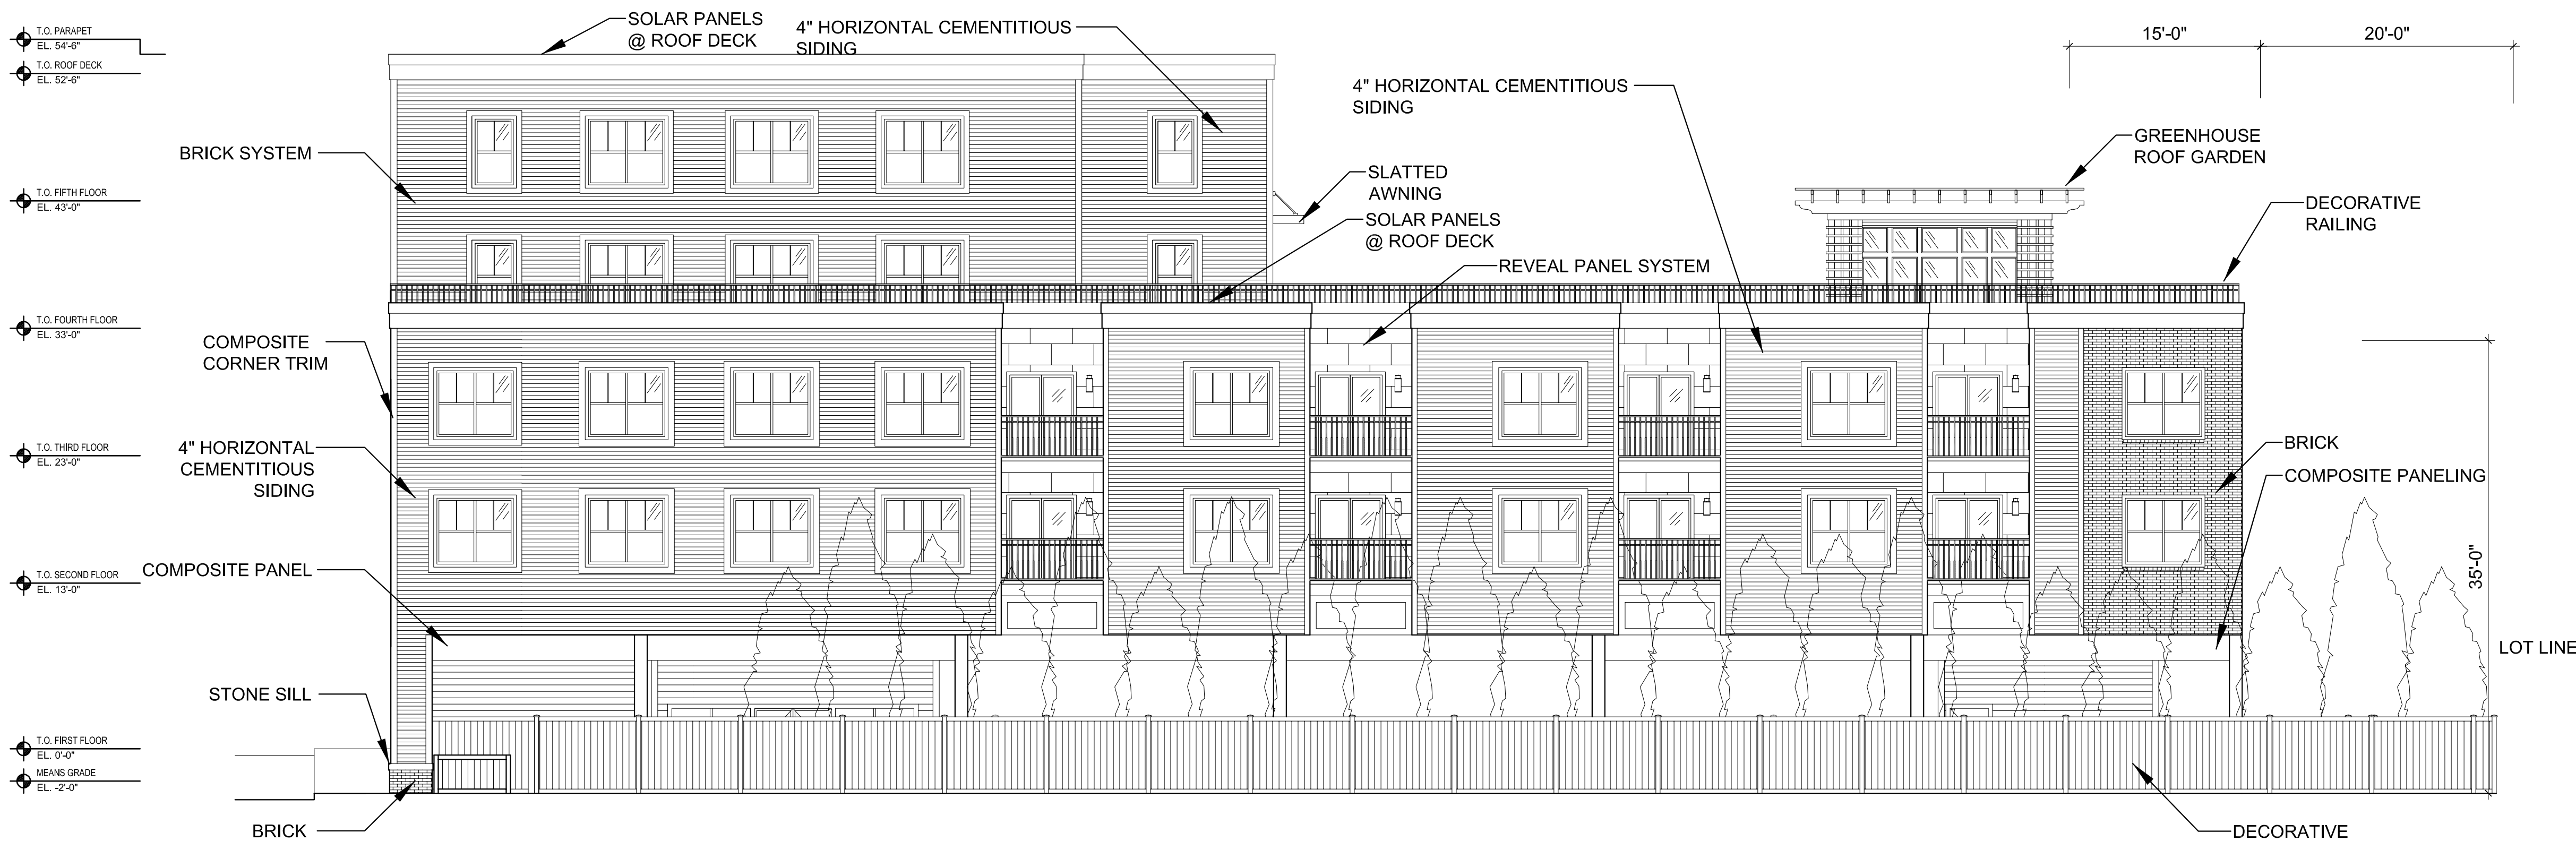 T.O. PARAPET
EL. 54'-6"
T.O. ROOF DECK
EL. 52'-6"
T.O. FIFTH FLOOR
EL. 43'-0"
T.O. FOURTH FLOOR
EL. 33'-0"
T.O. THIRD FLOOR
EL. 23'-0"
T.O. SECOND FLOOR
EL. 13'-0"
T.O. FIRST FLOOR
EL. 0'-0"
MEANS GRADE
EL. -2'-0"
BRICK SYSTEM
COMPOSITE
CORNER TRIM
4" HORIZONTAL
CEMENTITIOUS
SIDING
COMPOSITE PANEL
STONE SILL
BRICK
SOLAR PANELS
@ ROOF DECK
4" HORIZONTAL CEMENTITIOUS
SIDING
4" HORIZONTAL CEMENTITIOUS
SIDING
SLATTED
AWNING
SOLAR PANELS
@ ROOF DECK
REVEAL PANEL SYSTEM
15'-0"
20'-0"
GREENHOUSE
ROOF GARDEN
DECORATIVE
RAILING
BRICK
COMPOSITE PANELING
35'-0"
LOT LINE
DECORATIVE